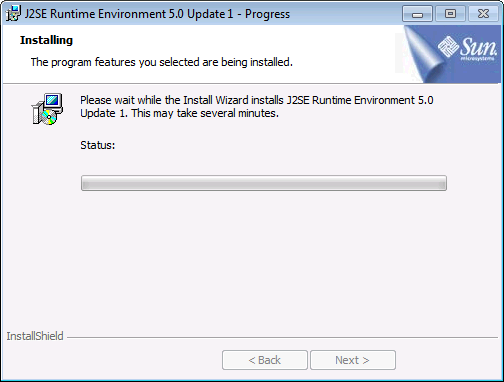 J2SE Runtime Environment 5.0 Update 1 - Progress
Installing
The program features you selected are being installed.
Sun
microsystems
Please wait while the Install Wizard installs J2SE Runtime Environment 5.0
Update 1. This may take several minutes.
Status:
InstallShield
< Back
Next >